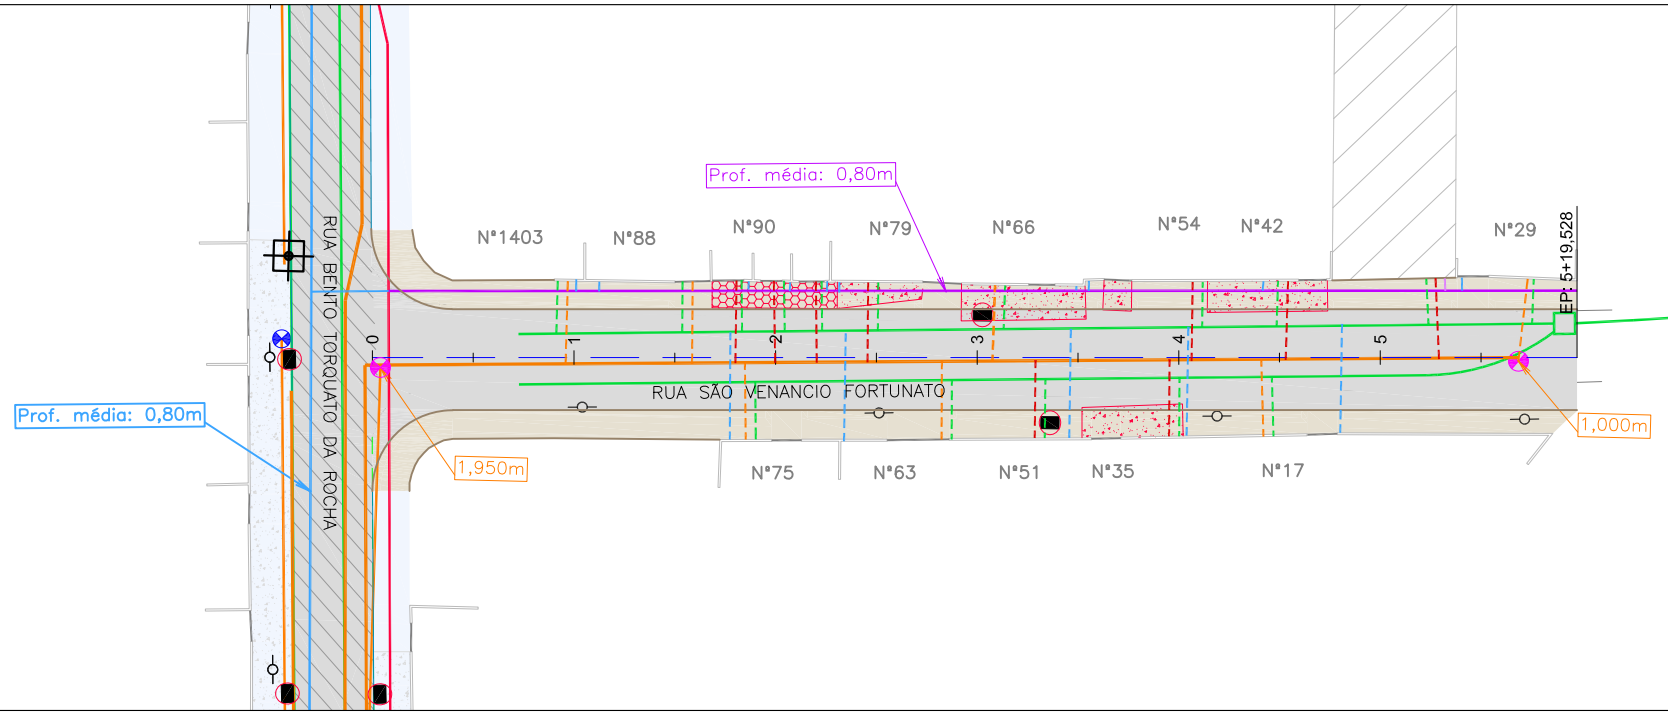 Prof. média: 0,80m
N°1403
N°88
N°90
N°79
N°66
N°54
N°42
N°29
EP: 5+19,528
RUA BENTO TORQUATO DA ROCHA
0
1
2
3
4
5
RUA SÃO VENANCIO FORTUNATO
Prof. média: 0,80m
1,950m
1,000m
N°75
N°63
N°51
N°35
N°17